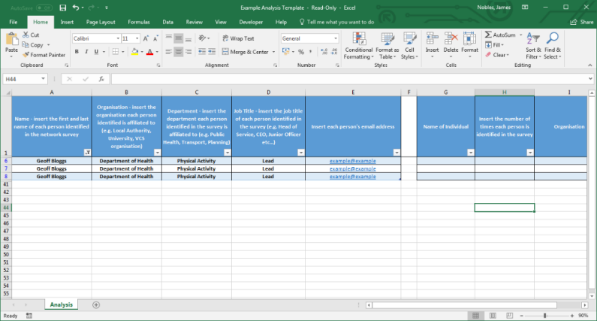 AutoSave Example Analysis Template - Read-Only - Excel Noblet, James
File Home Insert Page Layout Formulas Data Review View Developer Help Tell me what you want to do Share
Cut
Copy
Format Painter
Paste
Calibri 11
B I U
Wrap Text
Merge & Center
General
Conditional Formatting
Format as Table
Cell Styles
Insert Delete Format
AutoSum
Fill
Clear
Sort & Filter
Find & Select
Clipboard Font Alignment Number Styles Cells Editing
H44
A B C D E F G H I
1
Name - Insert the first and last
name of each person identified
in the network survey
Organisation - Insert the
organisation each person
identified is affiliated to
(e.g. Local Authority,
University, VCS
organisation)
Department - Insert the
department each person
identified in the survey is
affiliated to (e.g. Public
Health, Transport, Planning)
Job Title - Insert the job title
of each person identified in
the survey (e.g. Head of
Service, CEO, Junior Officer
etc...)
Insert each person's email address
Name of Individual
Insert the number of
times each person is
identified in the survey
Organisation
6 Geoff Bloggs Department of Health Physical Activity Lead example@example
7 Geoff Bloggs Department of Health Physical Activity Lead example@example
8 Geoff Bloggs Department of Health Physical Activity Lead example@example
41
42
43
44
45
46
47
48
49
50
51
52
53
54
55
Analysis
Ready 90%